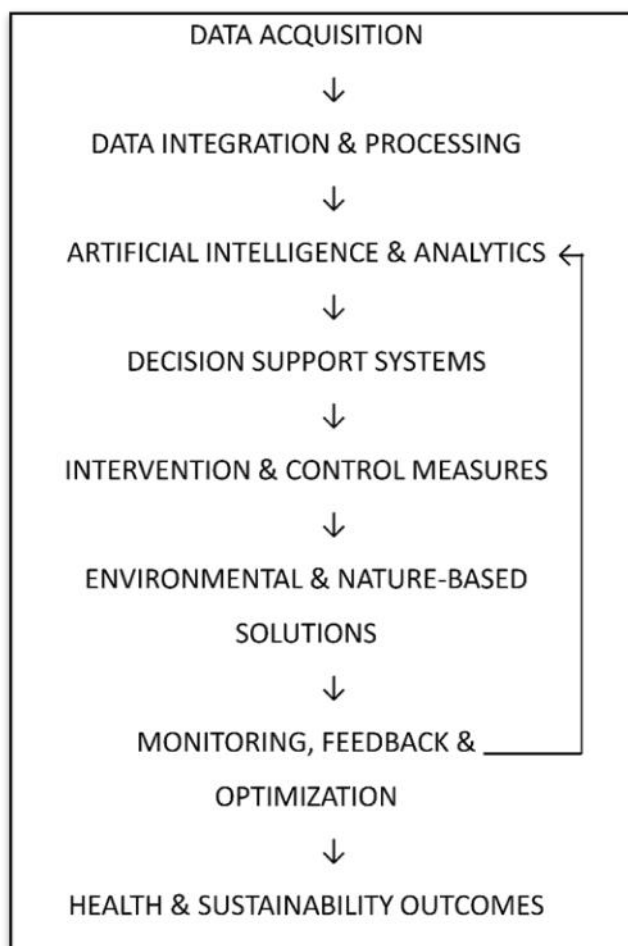 DATA ACQUISITION
↓
DATA INTEGRATION & PROCESSING
↓
ARTIFICIAL INTELLIGENCE & ANALYTICS
↓
DECISION SUPPORT SYSTEMS
↓
INTERVENTION & CONTROL MEASURES
↓
ENVIRONMENTAL & NATURE-BASED
SOLUTIONS
↓
MONITORING, FEEDBACK &
OPTIMIZATION
↓
HEALTH & SUSTAINABILITY OUTCOMES